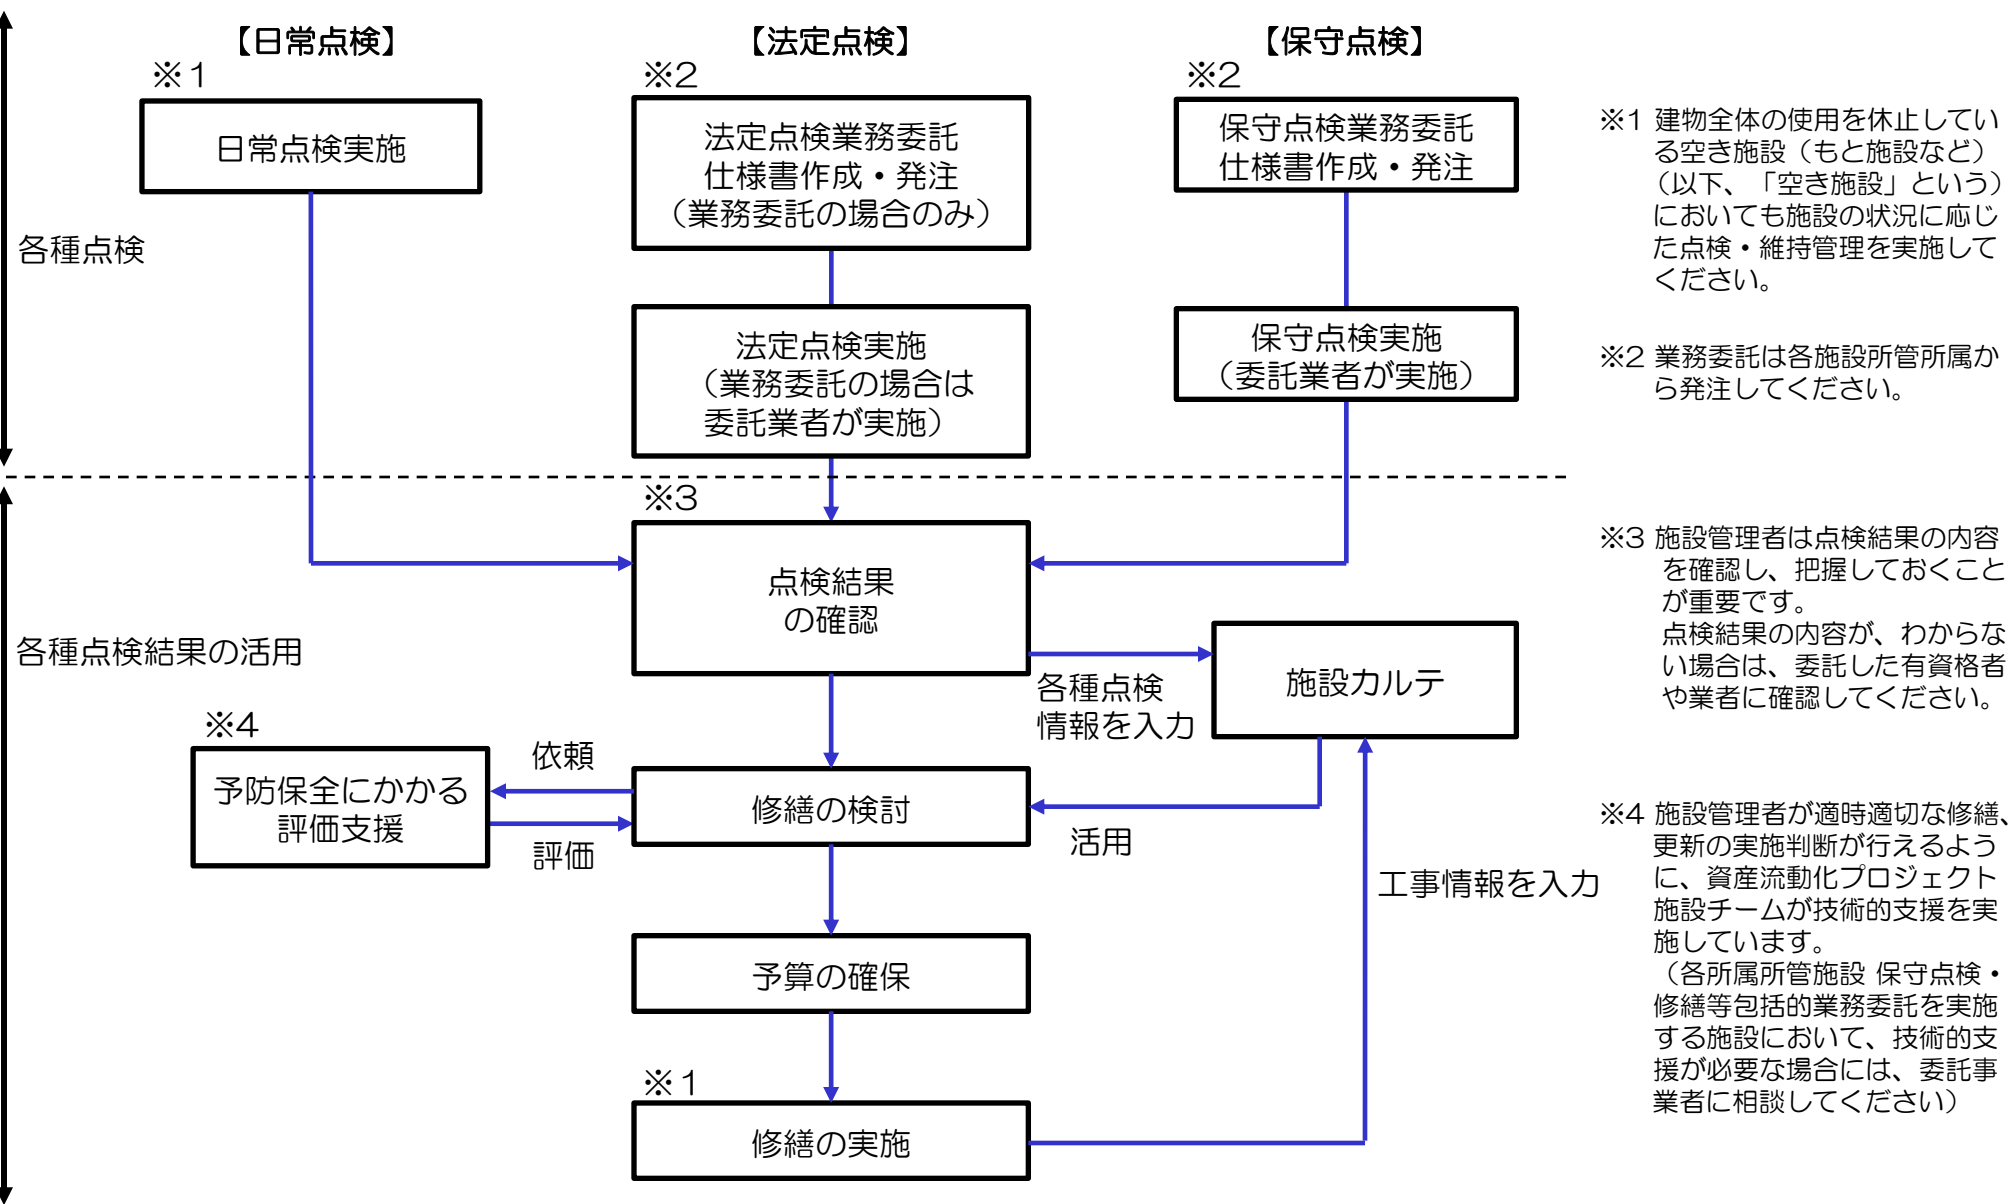 【日常点検】
【法定点検】
【保守点検】
※1
※2
※2
日常点検実施
法定点検業務委託
仕様書作成・発注
（業務委託の場合のみ）
保守点検業務委託
仕様書作成・発注
各種点検
法定点検実施
（業務委託の場合は
委託業者が実施）
保守点検実施
（委託業者が実施）
※1 建物全体の使用を休止してい
る空き施設（もと施設など）
（以下、「空き施設」という）
においても施設の状況に応じ
た点検・維持管理を実施して
ください。
※2 業務委託は各施設所管所属か
ら発注してください。
※3
点検結果
の確認
各種点検結果の活用
各種点検
情報を入力
施設カルテ
※4
予防保全にかかる
評価支援
依頼
評価
修繕の検討
活用
工事情報を入力
予算の確保
※1
修繕の実施
※3 施設管理者は点検結果の内容
を確認し、把握しておくこと
が重要です。
点検結果の内容が、わからな
い場合は、委託した有資格者
や業者に確認してください。
※4 施設管理者が適時適切な修繕、
更新の実施判断が行えるよう
に、資産流動化プロジェクト
施設チームが技術的支援を実
施しています。
（各所属所管施設 保守点検・
修繕等包括的業務委託を実施
する施設において、技術的支
援が必要な場合には、委託事
業者に相談してください）